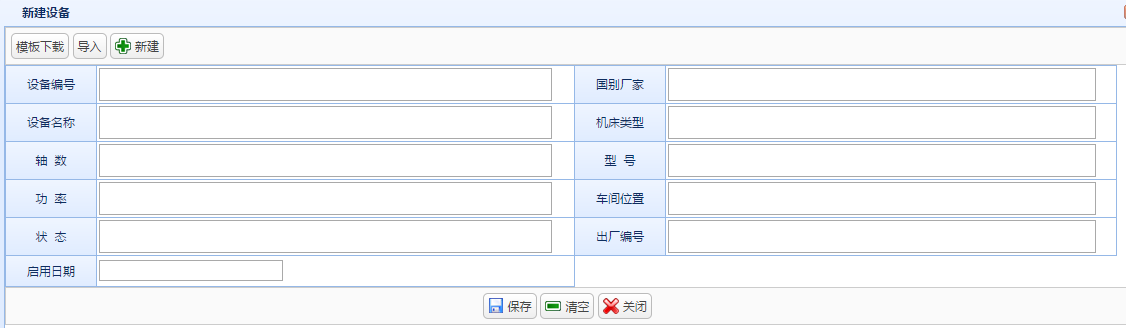 新建设备
模板下载 导入 新建
设备编号 国别厂家
设备名称 机床类型
轴 数 型 号
功 率 车间位置
状 态 出厂编号
启用日期
保存 清空 关闭